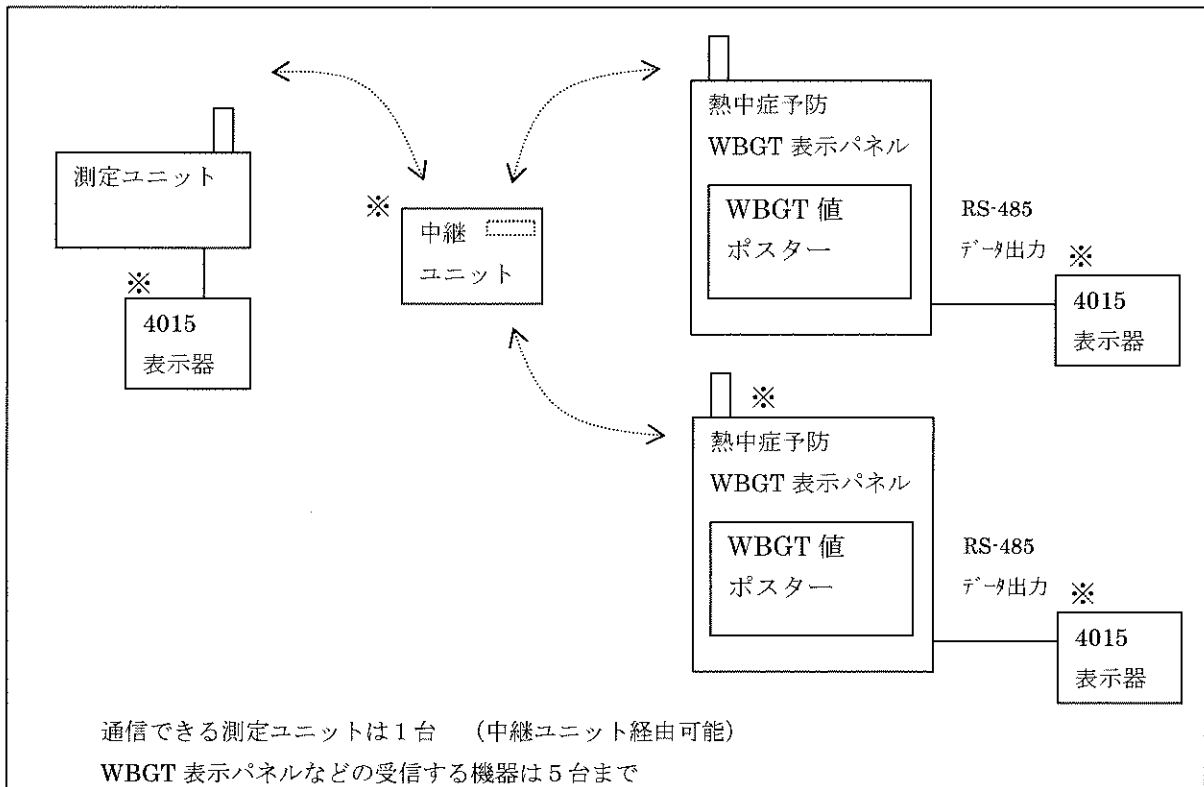 測定ユニット
※
4015
表示器
※
中継
ユニット
熱中症予防
WBGT 表示パネル
WBGT 値
ポスター
RS-485
ﾃﾞｰﾀ出力
※
4015
表示器
※
熱中症予防
WBGT 表示パネル
WBGT 値
ポスター
RS-485
ﾃﾞｰﾀ出力
※
4015
表示器
通信できる測定ユニットは１台 （中継ユニット経由可能）
WBGT 表示パネルなどの受信する機器は５台まで